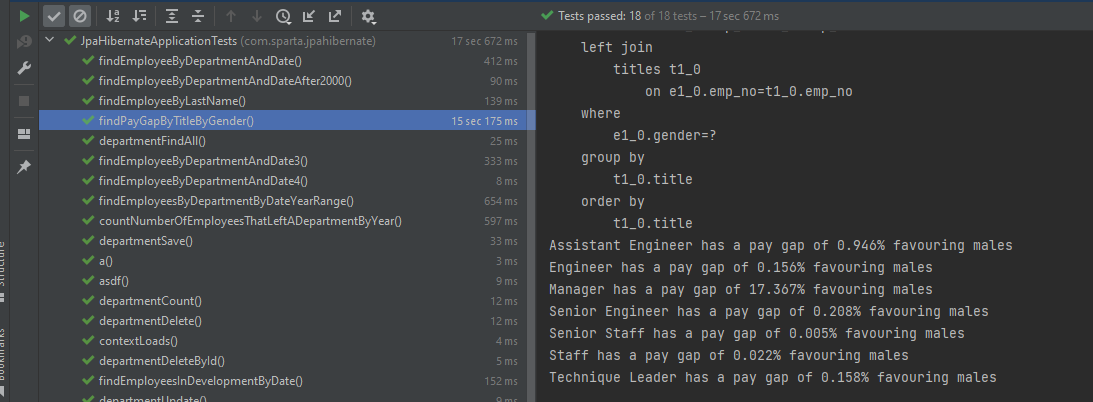 Tests passed: 18 of 18 tests – 17 sec 672 ms
JpaHibernateApplicationTests (com.sparta.jpahibernate) 17 sec 672 ms
findEmployeeByDepartmentAndDate() 412 ms
findEmployeeByDepartmentAndDateAfter2000() 90 ms
findEmployeeByLastName() 139 ms
findPayGapByTitleByGender() 15 sec 175 ms
departmentFindAll() 25 ms
findEmployeeByDepartmentAndDate3() 333 ms
findEmployeeByDepartmentAndDate4() 8 ms
findEmployeesByDepartmentByDateYearRange() 654 ms
countNumberOfEmployeesThatLeftADepartmentByYear() 597 ms
departmentSave() 33 ms
a() 3 ms
asdf() 9 ms
departmentCount() 12 ms
departmentDelete() 12 ms
contextLoads() 4 ms
departmentDeleteById() 5 ms
findEmployeesInDevelopmentByDate() 152 ms
departmentUpdate() 9 ms
left join
titles t1_0
on e1_0.emp_no=t1_0.emp_no
where
e1_0.gender=?
group by
t1_0.title
order by
t1_0.title
Assistant Engineer has a pay gap of 0.946% favouring males
Engineer has a pay gap of 0.156% favouring males
Manager has a pay gap of 17.367% favouring males
Senior Engineer has a pay gap of 0.208% favouring males
Senior Staff has a pay gap of 0.005% favouring males
Staff has a pay gap of 0.022% favouring males
Technique Leader has a pay gap of 0.158% favouring males
Structure
Bookmarks